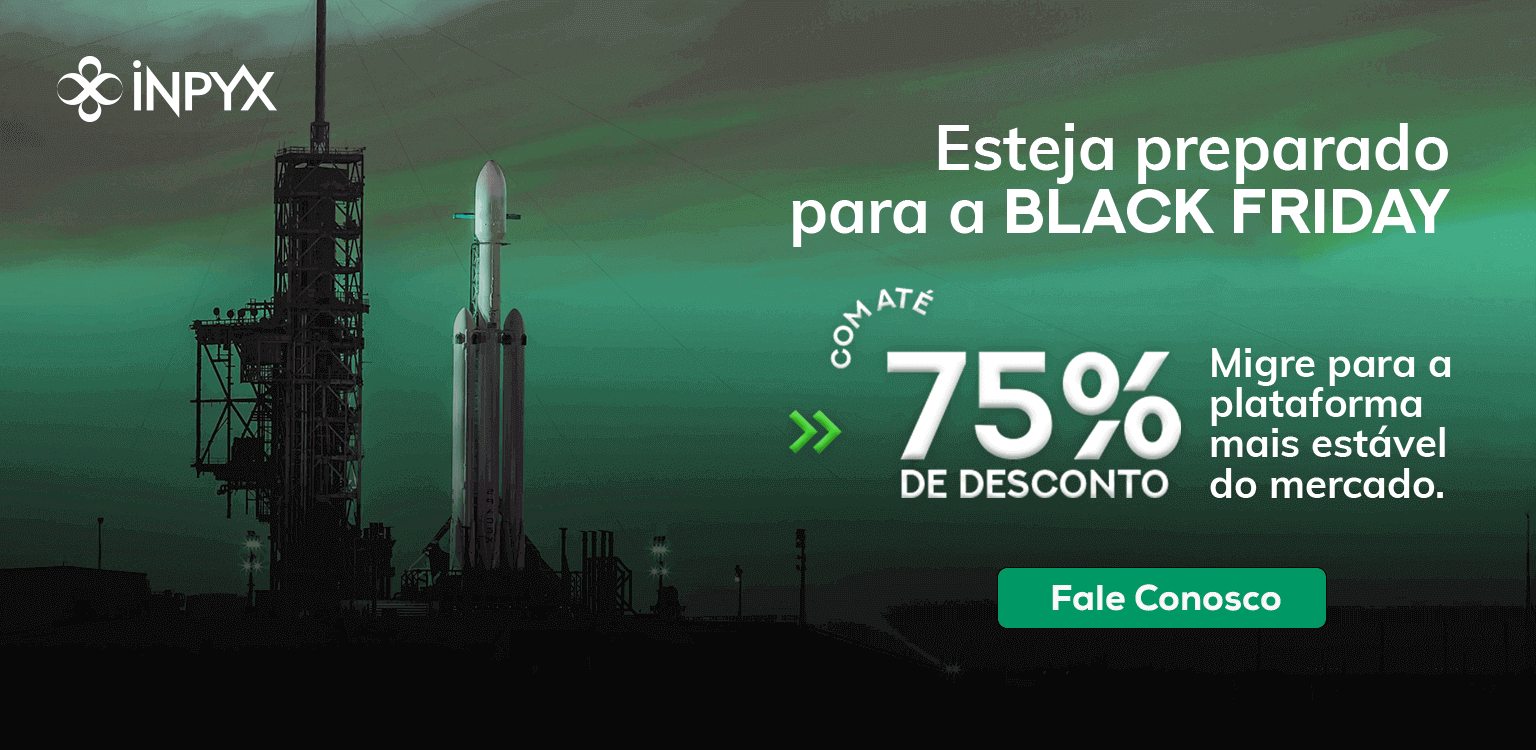 iNPYX
Esteja preparado
para a BLACK FRIDAY
COM ATÉ
75%
DE DESCONTO
Migre para a
plataforma
mais estável
do mercado.
Fale Conosco